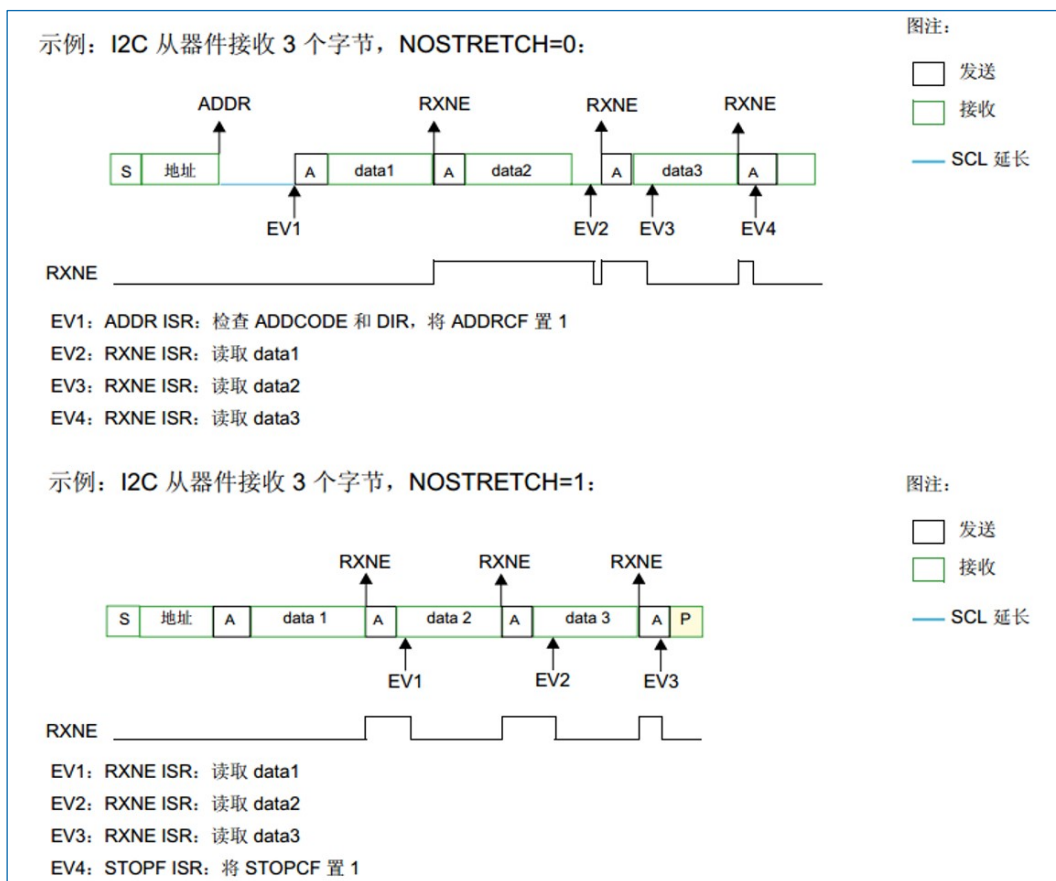 示例：I2C 从器件接收 3 个字节，NOSTRETCH=0：
图注：
发送
接收
SCL 延长
ADDR
RXNE
RXNE
RXNE
S 地址 A data1 A data2 A data3 A
EV1
EV2
EV3
EV4
RXNE
EV1：ADDR ISR：检查 ADDCODE 和 DIR，将 ADDRCF 置 1
EV2：RXNE ISR：读取 data1
EV3：RXNE ISR：读取 data2
EV4：RXNE ISR：读取 data3
示例：I2C 从器件接收 3 个字节，NOSTRETCH=1：
图注：
发送
接收
SCL 延长
RXNE
RXNE
RXNE
S 地址 A data 1 A data 2 A data 3 A P
EV1
EV2
EV3
RXNE
EV1：RXNE ISR：读取 data1
EV2：RXNE ISR：读取 data2
EV3：RXNE ISR：读取 data3
EV4：STOPF ISR：将 STOPCF 置 1